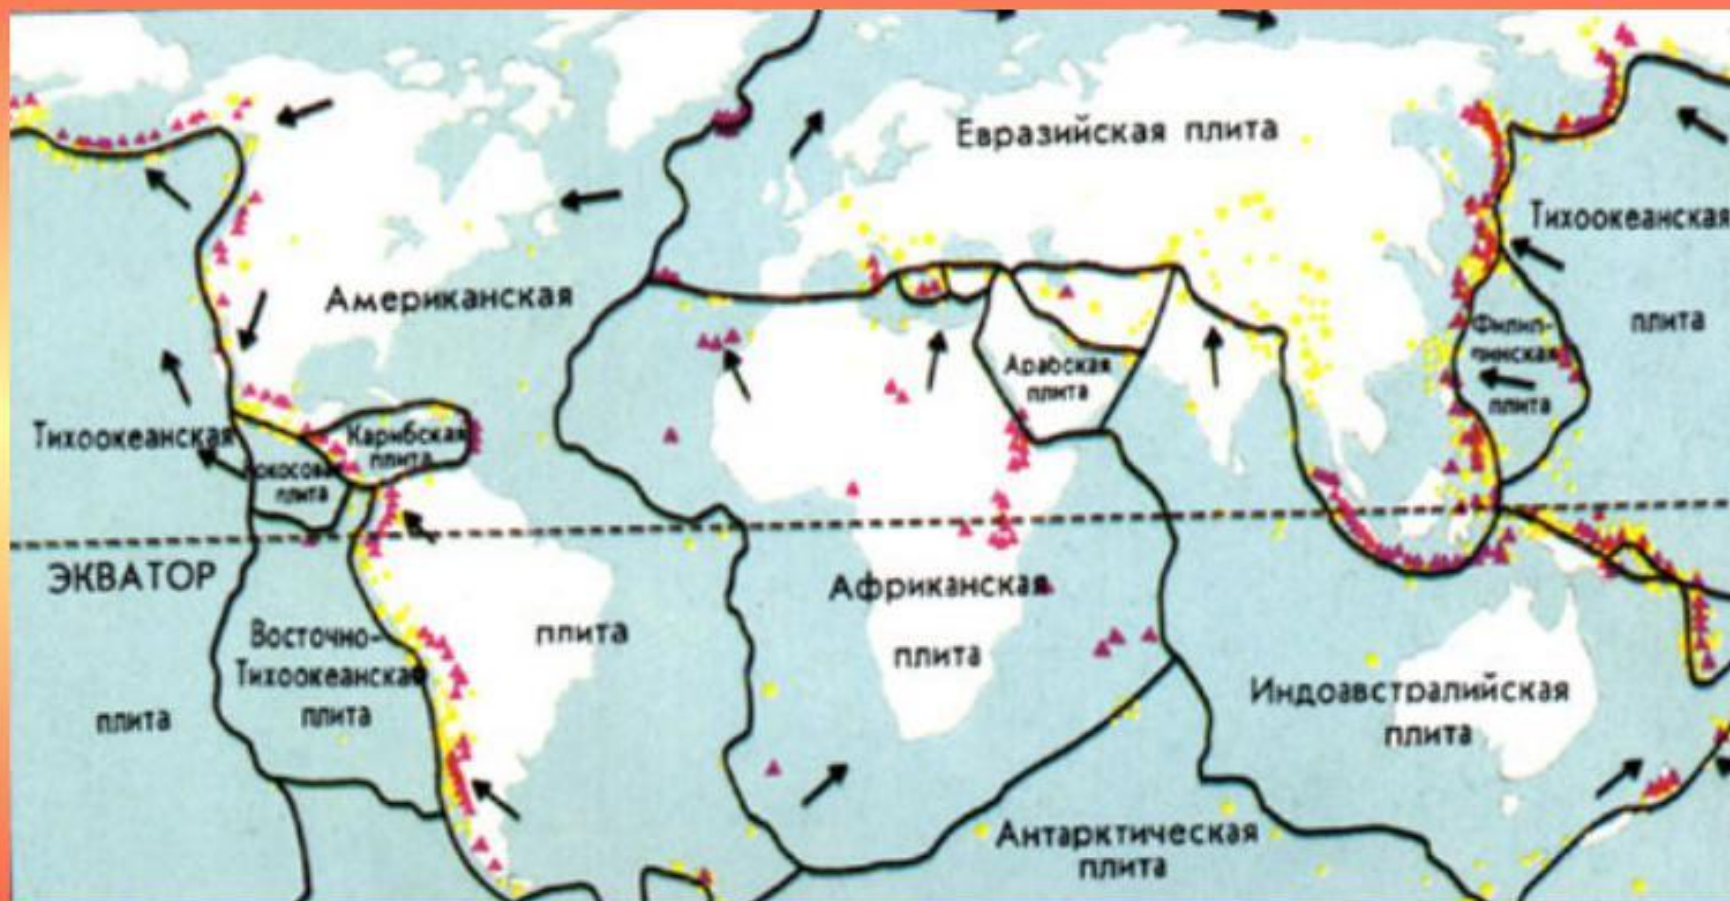 Евразийская плита
Тихоокеанская
плита
Американская
Филип-
пинская
плита
Арабская
плита
Тихоокеанская
Карибская
плита
плита
ЭКВАТОР
Африканская
плита
Восточно-
Тихоокеанская
плита
плита
плита
Индоавстралийская
плита
Антарктическая
плита